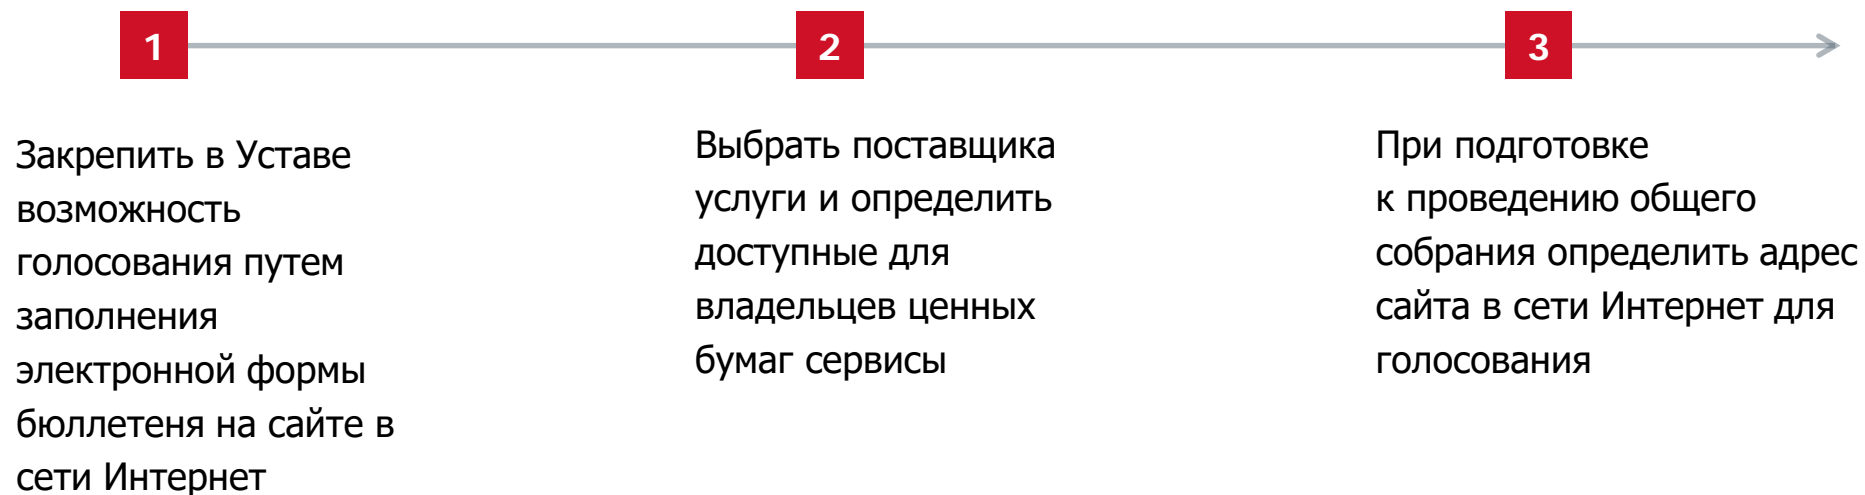 1
Закрепить в Уставе
возможность
голосования путем
заполнения
электронной формы
бюллетеня на сайте в
сети Интернет
2
Выбрать поставщика
услуги и определить
доступные для
владельцев ценных
бумаг сервисы
3
При подготовке
к проведению общего
собрания определить адрес
сайта в сети Интернет для
голосования